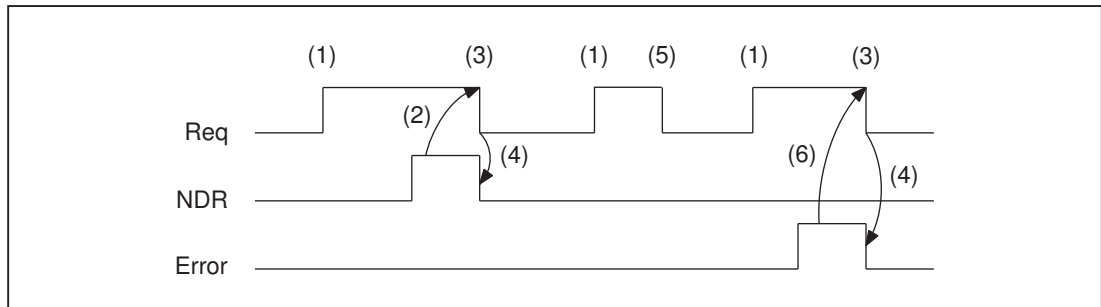 (1) (3) (1) (5) (1) (3)
Req
(2)
(4)
(6)
(4)
NDR
Error